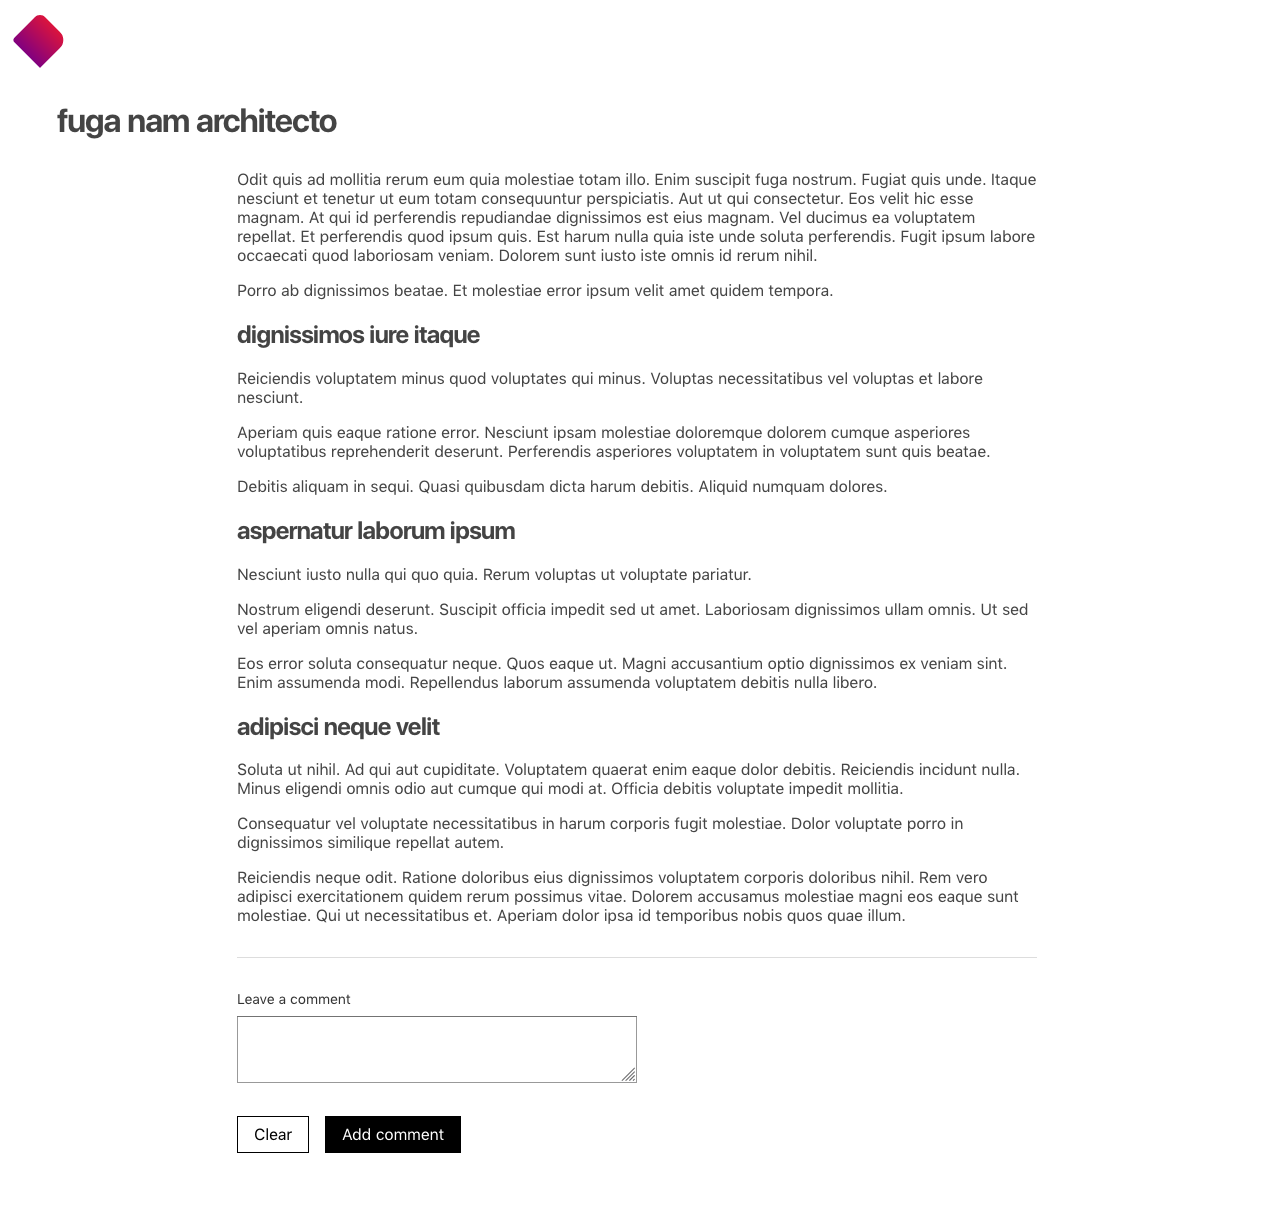 fuga nam architecto
Odit quis ad mollitia rerum eum quia molestiae totam illo. Enim suscipit fuga nostrum. Fugiat quis unde. Itaque
nesciunt et tenetur ut eum totam consequuntur perspiciatis. Aut ut qui consectetur. Eos velit hic esse
magnam. At qui id perferendis repudiandae dignissimos est eius magnam. Vel ducimus ea voluptatem
repellat. Et perferendis quod ipsum quis. Est harum nulla quia iste unde soluta perferendis. Fugit ipsum labore
occaecati quod laboriosam veniam. Dolorem sunt iusto iste omnis id rerum nihil.
Porro ab dignissimos beatae. Et molestiae error ipsum velit amet quidem tempora.
dignissimos iure itaque
Reiciendis voluptatem minus quod voluptates qui minus. Voluptas necessitatibus vel voluptas et labore
nesciunt.
Aperiam quis eaque ratione error. Nesciunt ipsam molestiae doloremque dolorem cumque asperiores
voluptatibus reprehenderit deserunt. Perferendis asperiores voluptatem in voluptatem sunt quis beatae.
Debitis aliquam in sequi. Quasi quibusdam dicta harum debitis. Aliquid numquam dolores.
aspernatur laborum ipsum
Nesciunt iusto nulla qui quo quia. Rerum voluptas ut voluptate pariatur.
Nostrum eligendi deserunt. Suscipit officia impedit sed ut amet. Laboriosam dignissimos ullam omnis. Ut sed
vel aperiam omnis natus.
Eos error soluta consequatur neque. Quos eaque ut. Magni accusantium optio dignissimos ex veniam sint.
Enim assumenda modi. Repellendus laborum assumenda voluptatem debitis nulla libero.
adipisci neque velit
Soluta ut nihil. Ad qui aut cupiditate. Voluptatem quaerat enim eaque dolor debitis. Reiciendis incidunt nulla.
Minus eligendi omnis odio aut cumque qui modi at. Officia debitis voluptate impedit mollitia.
Consequatur vel voluptate necessitatibus in harum corporis fugit molestiae. Dolor voluptate porro in
dignissimos similique repellat autem.
Reiciendis neque odit. Ratione doloribus eius dignissimos voluptatem corporis doloribus nihil. Rem vero
adipisci exercitationem quidem rerum possimus vitae. Dolorem accusamus molestiae magni eos eaque sunt
molestiae. Qui ut necessitatibus et. Aperiam dolor ipsa id temporibus nobis quos quae illum.
Leave a comment
Clear
Add comment